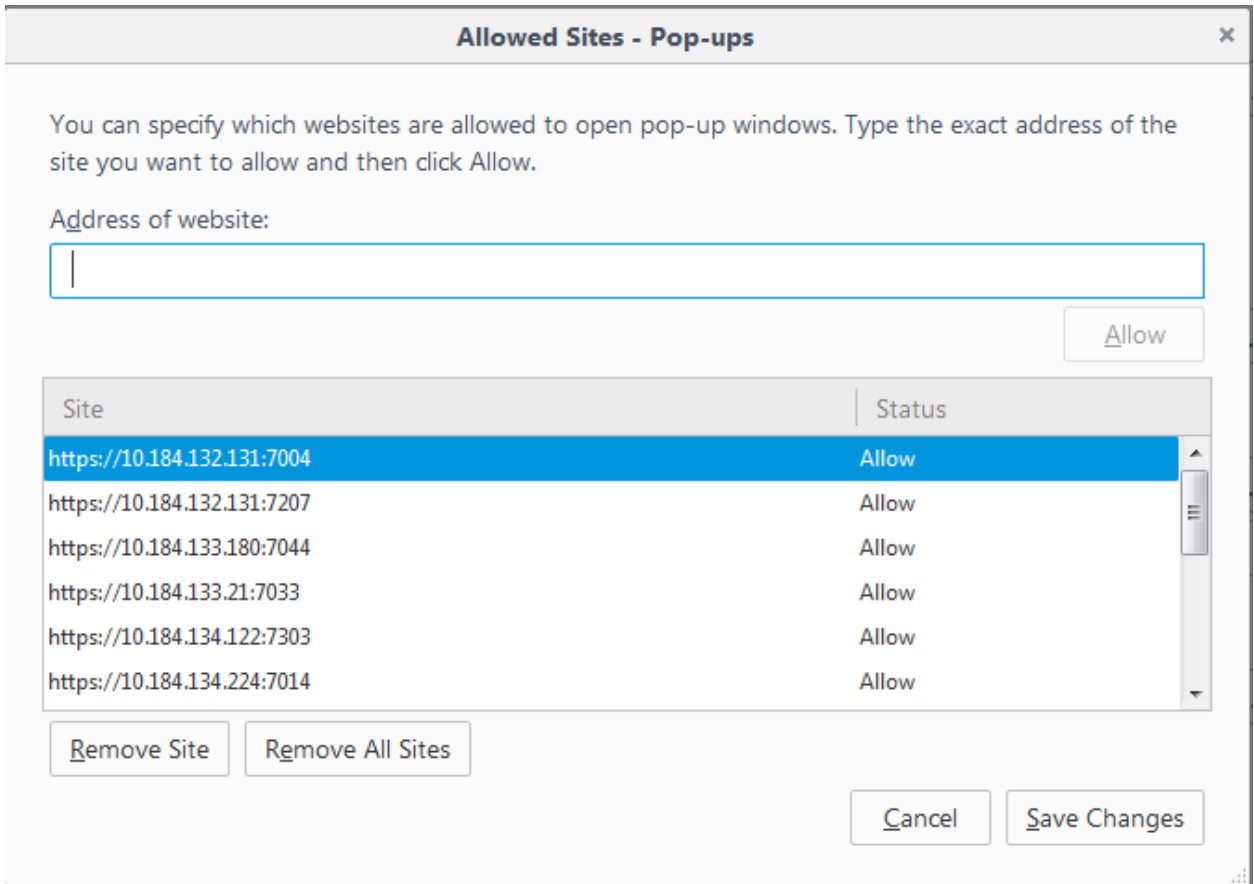 Allowed Sites - Pop-ups
You can specify which websites are allowed to open pop-up windows. Type the exact address of the
site you want to allow and then click Allow.
Address of website:
Allow
Site Status
https://10.184.132.131:7004 Allow
https://10.184.132.131:7207 Allow
https://10.184.133.180:7044 Allow
https://10.184.133.21:7033 Allow
https://10.184.134.122:7303 Allow
https://10.184.134.224:7014 Allow
Remove Site Remove All Sites
Cancel Save Changes